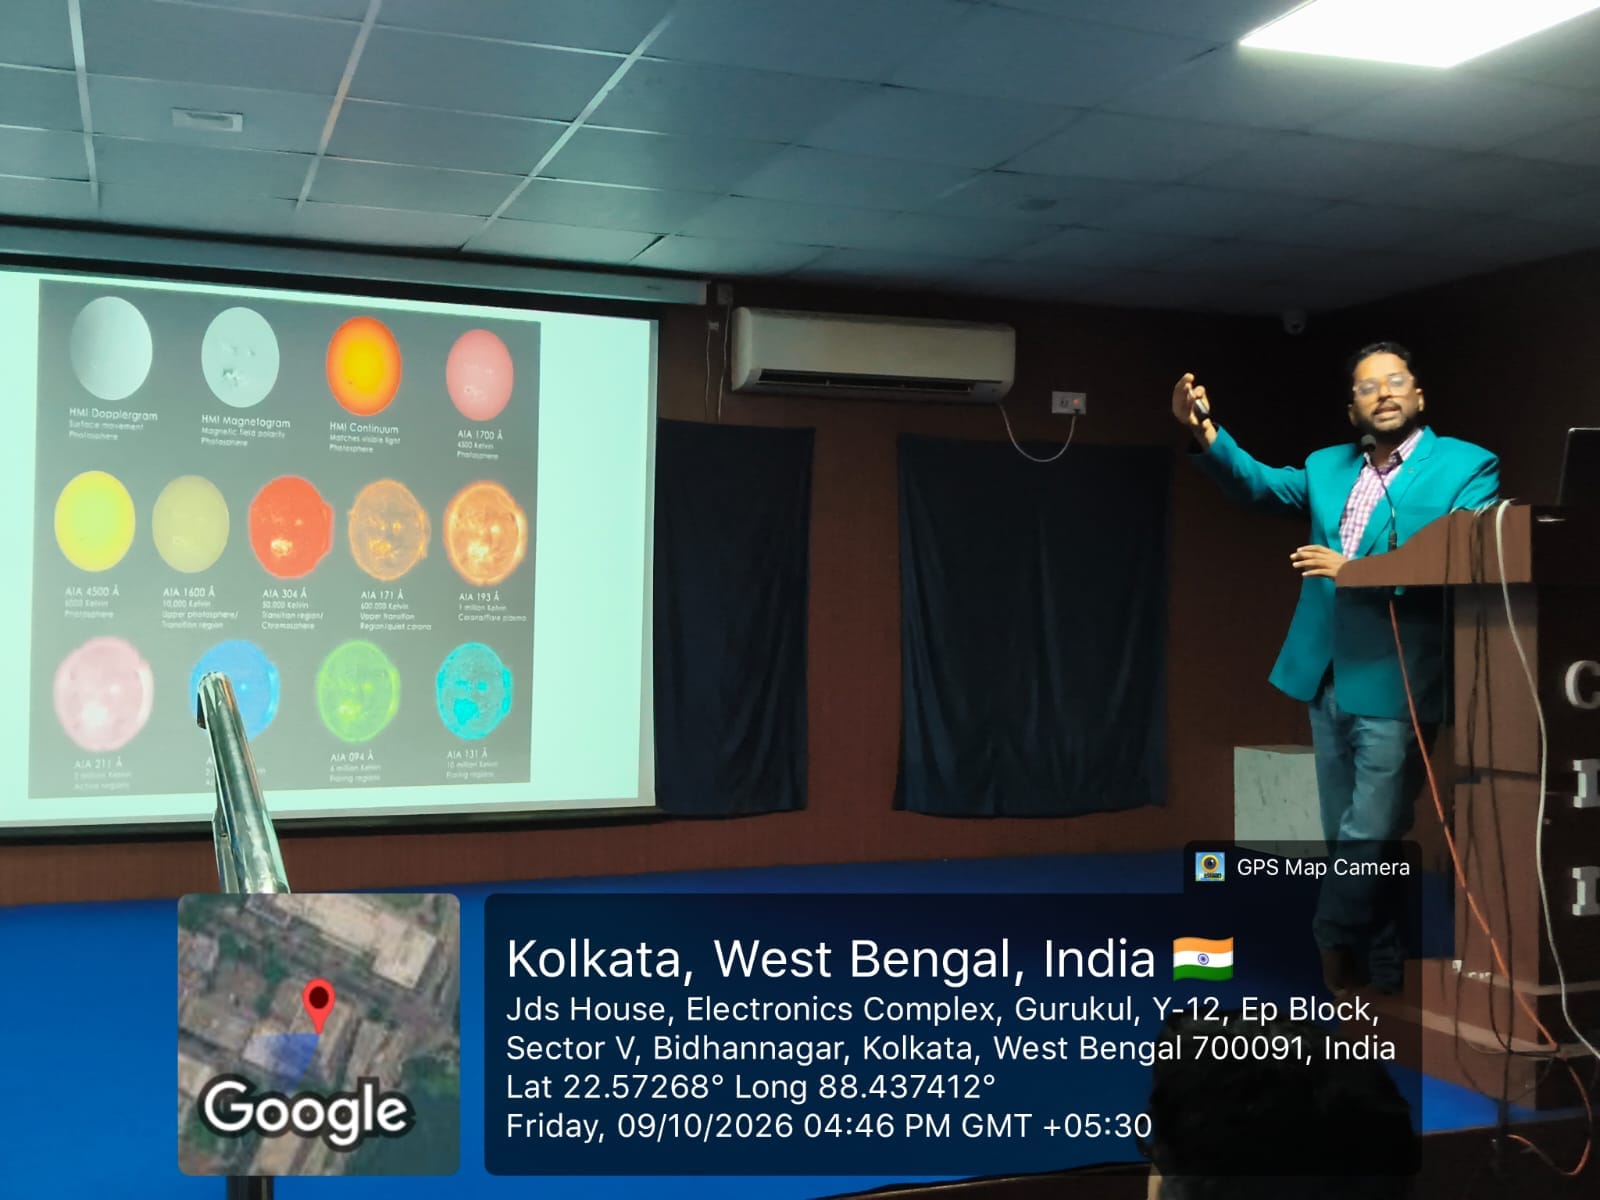 HMI Dopplergram
Surface movement
Photosphere
HMI Magnetogram
Magnetic field polarity
Photosphere
HMI Continuum
Matches visible light
Photosphere
AIA 1700 Å
4500 Kelvin
Photosphere
AIA 4500 Å
6000 Kelvin
Photosphere
AIA 1600 Å
10,000 Kelvin
Upper photosphere/
Transition region
AIA 304 Å
50,000 Kelvin
Transition region/
Chromosphere
AIA 171 Å
600,000 Kelvin
Upper transition
Region/quiet corona
AIA 193 Å
1 million Kelvin
Corona/flare plasma
AIA 211 Å
2 million Kelvin
Active regions
AIA 094 Å
6 million Kelvin
Flaring regions
AIA 131 Å
10 million Kelvin
Flaring regions
C
I
I
GPS Map Camera
Google
Kolkata, West Bengal, India
Jds House, Electronics Complex, Gurukul, Y-12, Ep Block,
Sector V, Bidhannagar, Kolkata, West Bengal 700091, India
Lat 22.57268° Long 88.437412°
Friday, 09/10/2026 04:46 PM GMT +05:30